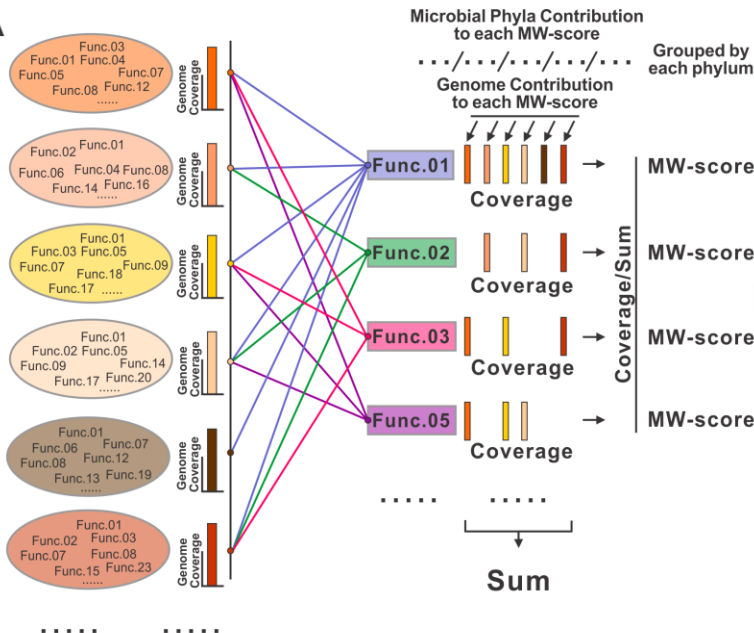 A
Microbial Phyla Contribution
to each MW-score
Grouped by
each phylum
Genome Contribution
to each MW-score
Func.03
Func.01 Func.04
Func.05 Func.07
Func.08 Func.12
......
Genome
Coverage
Func.02 Func.01
Func.06 Func.04 Func.08
Func.14 Func.16
......
Genome
Coverage
Func.01
Func.03 Func.05
Func.07 Func.18 Func.09
Func.17 ......
Genome
Coverage
Func.01
Func.02 Func.05
Func.09 Func.14
Func.17 Func.20
......
Genome
Coverage
Func.01
Func.06 Func.07
Func.08 Func.12
Func.13 Func.19
......
Genome
Coverage
Func.01
Func.02 Func.03
Func.07 Func.08
Func.15 Func.23
......
Genome
Coverage
Func.01
Coverage
MW-score
Func.02
Coverage
MW-score
Func.03
Coverage
MW-score
Func.05
Coverage
MW-score
Coverage/Sum
Sum